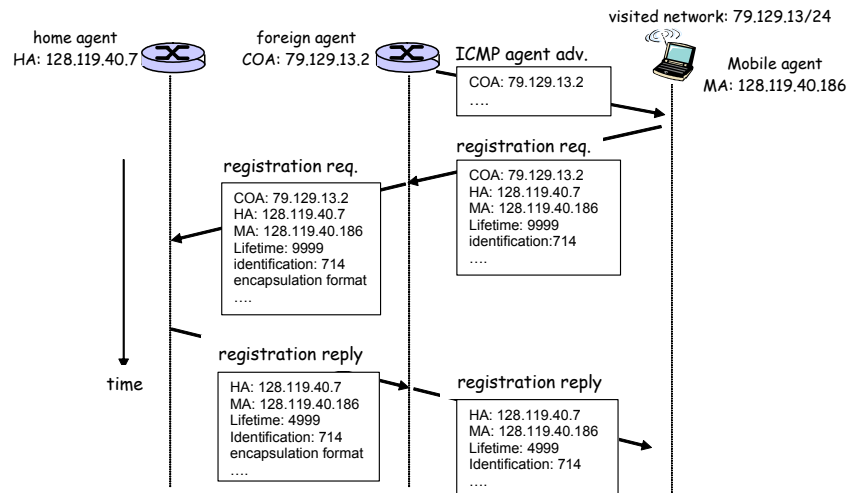 visited network: 79.129.13/24
home agent
HA: 128.119.40.7
foreign agent
COA: 79.129.13.2
ICMP agent adv.
Mobile agent
MA: 128.119.40.186
COA: 79.129.13.2
….
registration req.
COA: 79.129.13.2
HA: 128.119.40.7
MA: 128.119.40.186
Lifetime: 9999
identification:714
….
registration req.
COA: 79.129.13.2
HA: 128.119.40.7
MA: 128.119.40.186
Lifetime: 9999
identification: 714
encapsulation format
….
time
registration reply
HA: 128.119.40.7
MA: 128.119.40.186
Lifetime: 4999
Identification: 714
encapsulation format
….
registration reply
HA: 128.119.40.7
MA: 128.119.40.186
Lifetime: 4999
Identification: 714
….